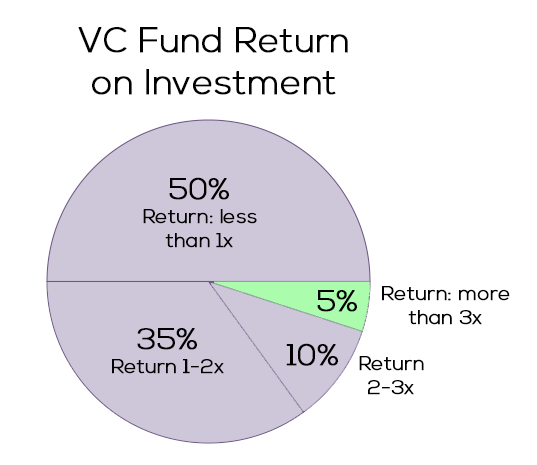 VC Fund Return
on Investment
50%
Return: less
than 1x
5%
Return: more
than 3x
35%
Return 1-2x
10%
Return
2-3x